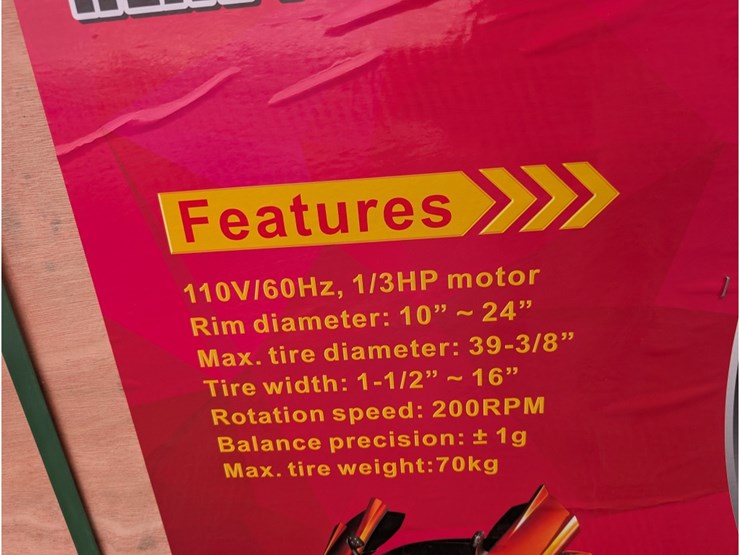 Features
110V/60Hz, 1/3HP motor
Rim diameter: 10” ~ 24”
Max. tire diameter: 39-3/8”
Tire width: 1-1/2” ~ 16”
Rotation speed: 200RPM
Balance precision: ± 1g
Max. tire weight:70kg